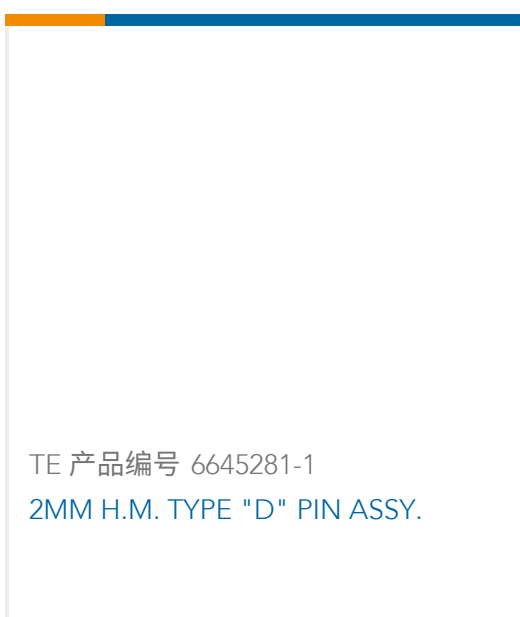 TE 产品编号 6645281-1
2MM H.M. TYPE "D" PIN ASSY.